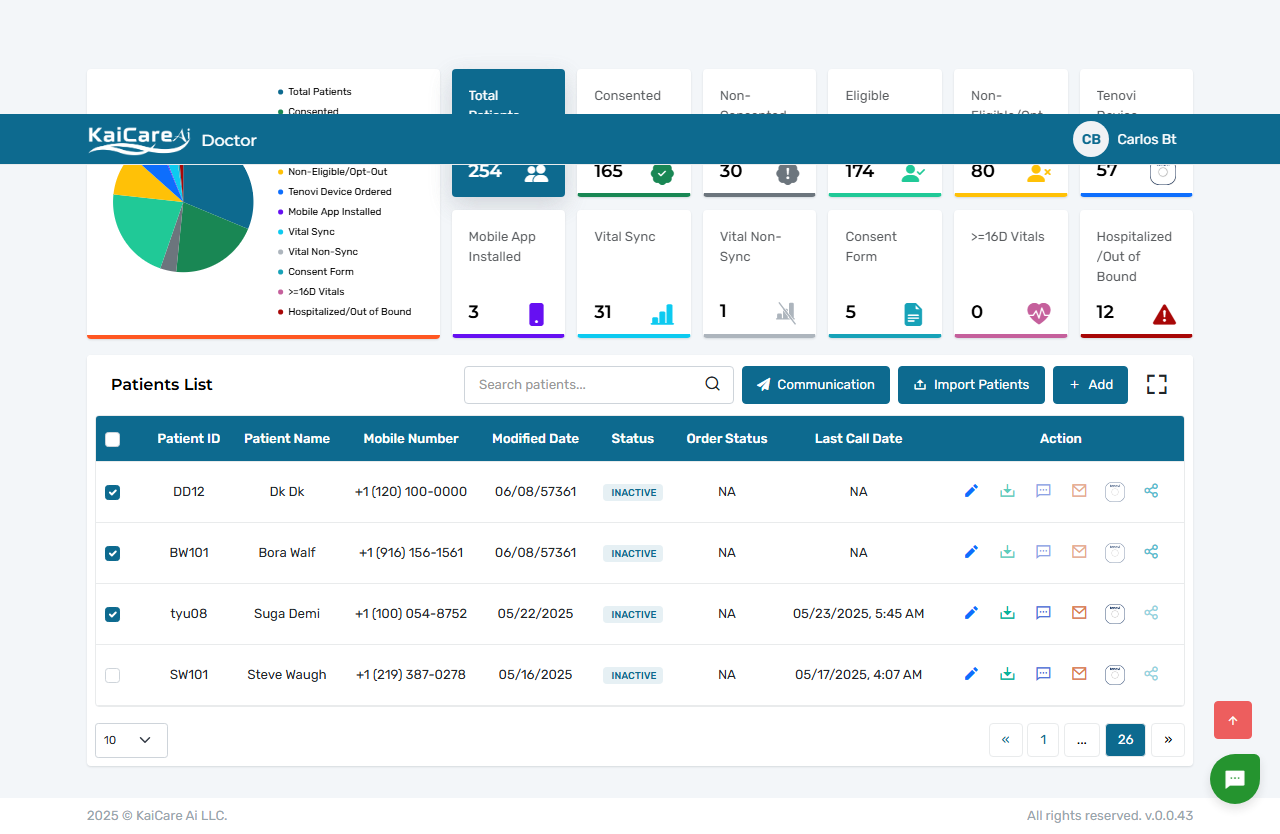 Total Patients
Consented
Non-Eligible/Opt-Out
Tenovi Device Ordered
Mobile App Installed
Vital Sync
Vital Non-Sync
Consent Form
>=16D Vitals
Hospitalized/Out of Bound
Total
Patients
Consented
Non-
Consented
Eligible
Non-
Eligible/Opt-
Tenovi
Device
KaiCare Ai Doctor
CB Carlos Bt
254
165
30
174
80
57
Mobile App
Installed
3
Vital Sync
31
Vital Non-
Sync
1
Consent
Form
5
>=16D Vitals
0
Hospitalized
/Out of
Bound
12
Patients List
Search patients...
Communication
Import Patients
+ Add
Patient ID Patient Name Mobile Number Modified Date Status Order Status Last Call Date Action
DD12 Dk Dk +1 (120) 100-0000 06/08/57361 INACTIVE NA NA
BW101 Bora Walf +1 (916) 156-1561 06/08/57361 INACTIVE NA NA
tyu08 Suga Demi +1 (100) 054-8752 05/22/2025 INACTIVE NA 05/23/2025, 5:45 AM
SW101 Steve Waugh +1 (219) 387-0278 05/16/2025 INACTIVE NA 05/17/2025, 4:07 AM
10
« 1 ... 26 »
2025 © KaiCare Ai LLC.
All rights reserved. v.0.0.43